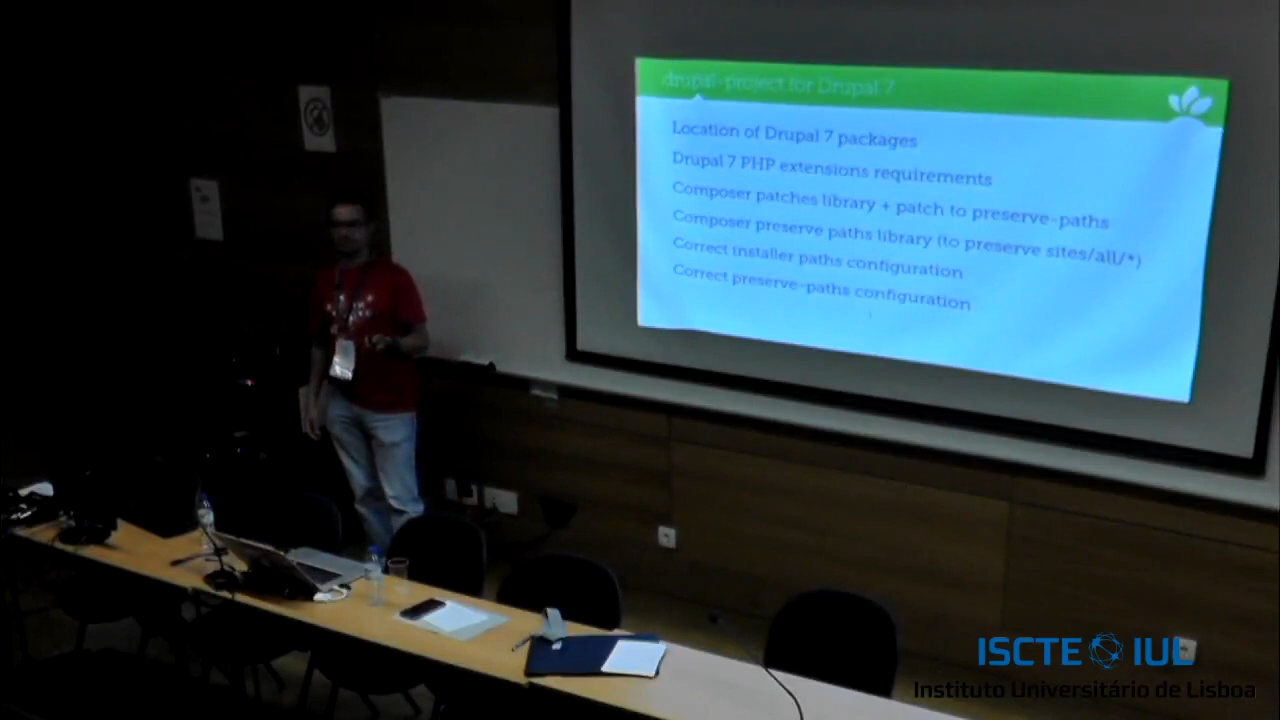 drupal-project for Drupal 7
Location of Drupal 7 packages
Drupal 7 PHP extensions requirements
Composer patches library + patch to preserve-paths
Composer preserve paths library (to preserve sites/all/*)
Correct installer paths configuration
Correct preserve-paths configuration
ISCTE IUL
Instituto Universitário de Lisboa